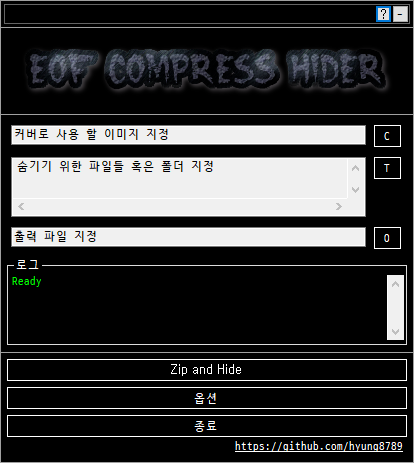 ? -
EOF COMPRESS HIDER
커버로 사용 할 이미지 지정
C
숨기기 위한 파일들 혹은 폴더 지정
T
출력 파일 지정
O
로그
Ready
Zip and Hide
옵션
종료
https://github.com/hyung8789